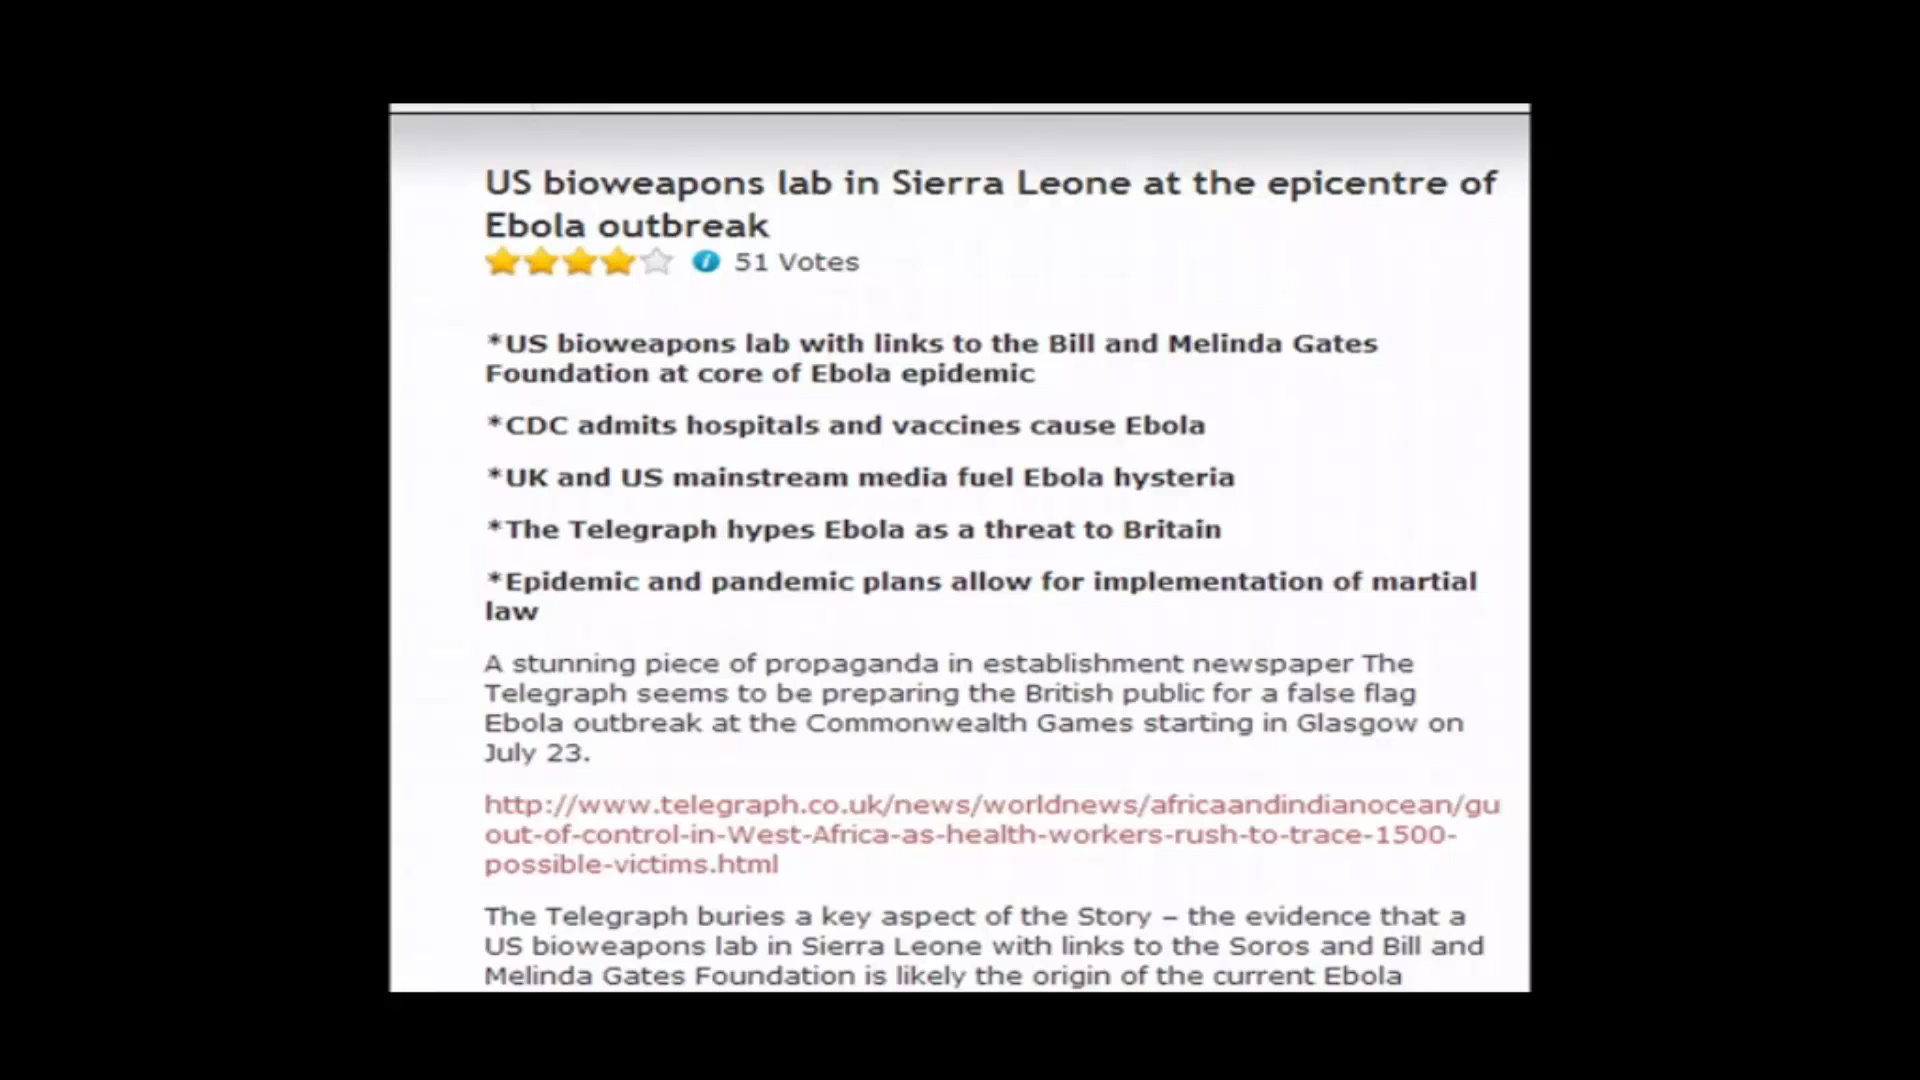 US bioweapons lab in Sierra Leone at the epicentre of
Ebola outbreak
51 Votes
*US bioweapons lab with links to the Bill and Melinda Gates
Foundation at core of Ebola epidemic
*CDC admits hospitals and vaccines cause Ebola
*UK and US mainstream media fuel Ebola hysteria
*The Telegraph hypes Ebola as a threat to Britain
*Epidemic and pandemic plans allow for implementation of martial
law
A stunning piece of propaganda in establishment newspaper The
Telegraph seems to be preparing the British public for a false flag
Ebola outbreak at the Commonwealth Games starting in Glasgow on
July 23.
http://www.telegraph.co.uk/news/worldnews/africaandindianocean/gu
out-of-control-in-West-Africa-as-health-workers-rush-to-trace-1500-
possible-victims.html
The Telegraph buries a key aspect of the Story – the evidence that a
US bioweapons lab in Sierra Leone with links to the Soros and Bill and
Melinda Gates Foundation is likely the origin of the current Ebola